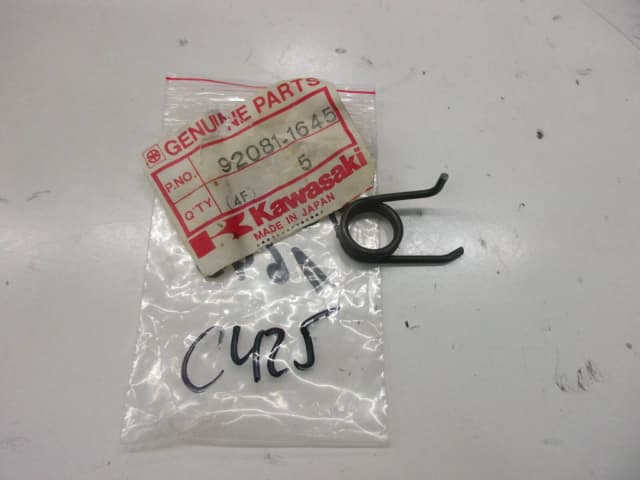 GENUINE PARTS
P.NO. 92081-1645
Q'TY (4F) 5
Kawasaki
MADE IN JAPAN
C425